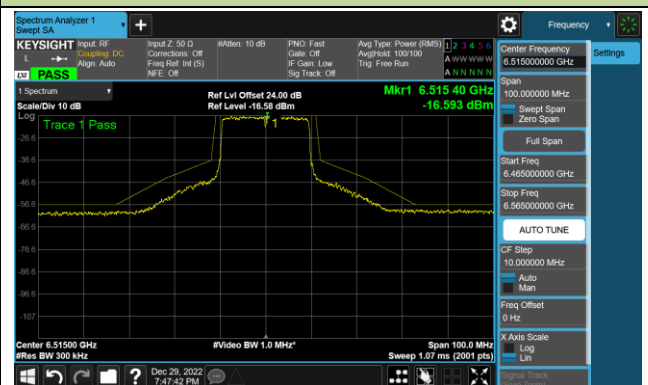 Spectrum Analyzer 1
Swept SA
Frequency
KEYSIGHT
Input: RF
Coupling: DC
Align: Auto
Input Z: 50 Ω
Corrections: Off
Freq Ref: Int (S)
NFE: Off
#Atten: 10 dB
PNO: Fast
Gate: Off
IF Gain: Low
Sig Track: Off
Avg Type: Power (RMS)
Avg|Hold: 100/100
Trig: Free Run
1 2 3 4 5 6
A W W W W W
A N N N N N
L
LXI
PASS
1 Spectrum
Scale/Div 10 dB
Ref Lvl Offset 24.00 dB
Ref Level -16.58 dBm
Mkr1 6.515 40 GHz
-16.593 dBm
Log
Trace 1 Pass
1
-26.6
-36.6
-46.6
-56.6
-66.6
-76.6
-86.6
-96.6
-107
Center 6.51500 GHz
#Video BW 1.0 MHz*
Span 100.0 MHz
#Res BW 300 kHz
Sweep 1.07 ms (2001 pts)
Dec 29, 2022
7:47:42 PM
Center Frequency
6.515000000 GHz
Settings
Span
100.000000 MHz
Swept Span
Zero Span
Full Span
Start Freq
6.465000000 GHz
Stop Freq
6.565000000 GHz
AUTO TUNE
CF Step
10.000000 MHz
Auto
Man
Freq Offset
0 Hz
X Axis Scale
Log
Lin
Signal Track